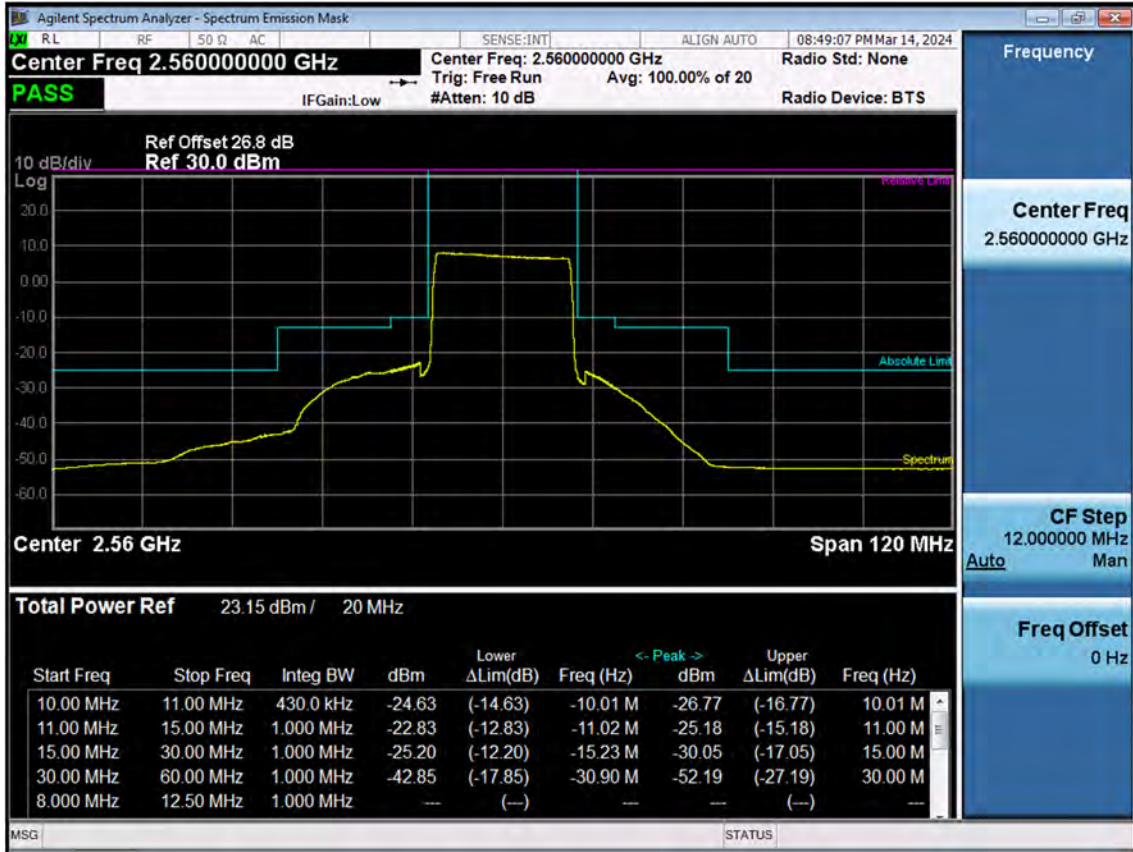 Agilent Spectrum Analyzer - Spectrum Emission Mask
LXI RL RF 50 Ω AC SENSE:INT ALIGN AUTO 08:49:07 PM Mar 14, 2024
Center Freq 2.560000000 GHz Center Freq: 2.560000000 GHz Radio Std: None
Trig: Free Run Avg: 100.00% of 20
PASS IFGain:Low #Atten: 10 dB Radio Device: BTS
Ref Offset 26.8 dB
10 dB/div Ref 30.0 dBm
Log
Relative Limit
20.0
10.0
0.00
-10.0
-20.0
Absolute Limit
-30.0
-40.0
-50.0
Spectrum
-60.0
Center 2.56 GHz Span 120 MHz
Total Power Ref 23.15 dBm / 20 MHz
Lower <- Peak -> Upper
Start Freq Stop Freq Integ BW dBm ΔLim(dB) Freq (Hz) dBm ΔLim(dB) Freq (Hz)
10.00 MHz 11.00 MHz 430.0 kHz -24.63 (-14.63) -10.01 M -26.77 (-16.77) 10.01 M
11.00 MHz 15.00 MHz 1.000 MHz -22.83 (-12.83) -11.02 M -25.18 (-15.18) 11.00 M
15.00 MHz 30.00 MHz 1.000 MHz -25.20 (-12.20) -15.23 M -30.05 (-17.05) 15.00 M
30.00 MHz 60.00 MHz 1.000 MHz -42.85 (-17.85) -30.90 M -52.19 (-27.19) 30.00 M
8.000 MHz 12.50 MHz 1.000 MHz --- (---) --- --- (---) ---
MSG STATUS
Frequency
Center Freq
2.560000000 GHz
CF Step
12.000000 MHz
Auto Man
Freq Offset
0 Hz